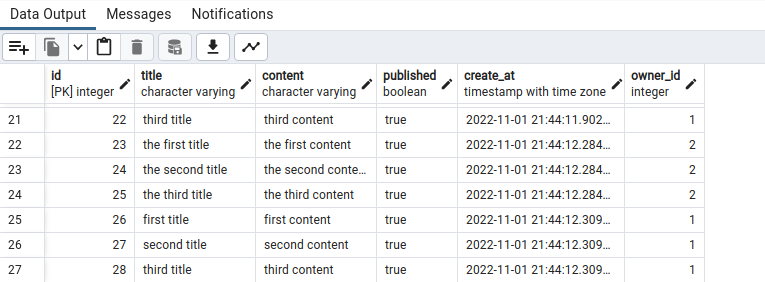 Data Output Messages Notifications
id title content published create_at owner_id
[PK] integer character varying character varying boolean timestamp with time zone integer
21 22 third title third content true 2022-11-01 21:44:11.902... 1
22 23 the first title the first content true 2022-11-01 21:44:12.284... 2
23 24 the second title the second conte... true 2022-11-01 21:44:12.284... 2
24 25 the third title the third content true 2022-11-01 21:44:12.284... 2
25 26 first title first content true 2022-11-01 21:44:12.309... 1
26 27 second title second content true 2022-11-01 21:44:12.309... 1
27 28 third title third content true 2022-11-01 21:44:12.309... 1